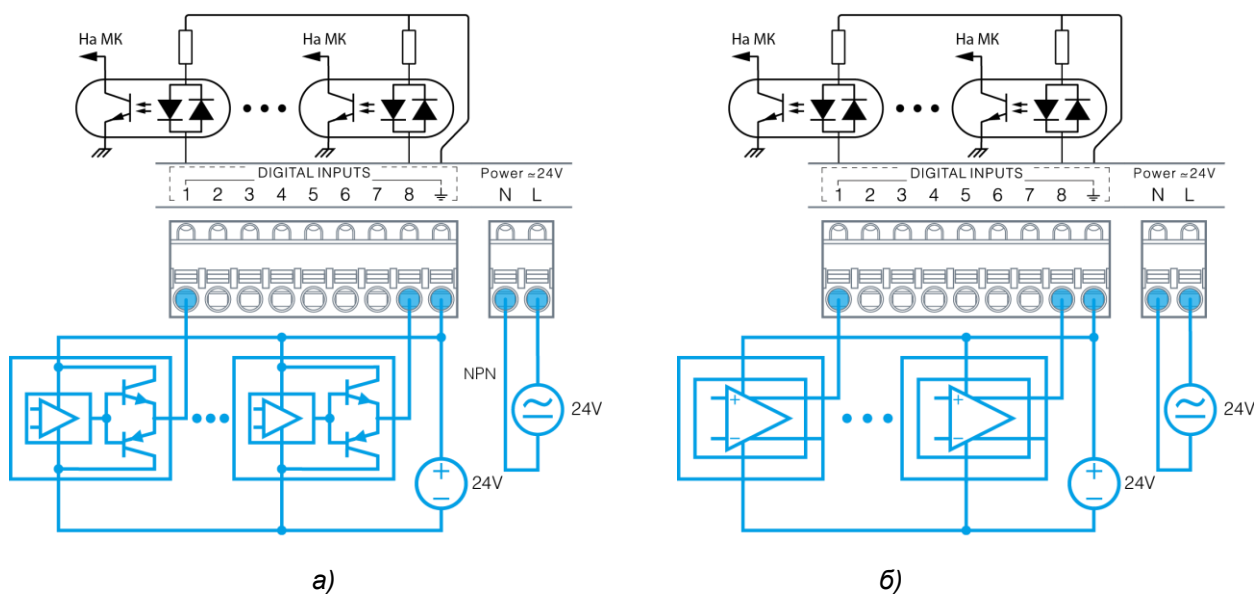 На МК На МК
DIGITAL INPUTS Power ≃24V
1 2 3 4 5 6 7 8 ⏚ N L
NPN
24V
24V
+
−
а)
На МК На МК
DIGITAL INPUTS Power ≃24V
1 2 3 4 5 6 7 8 ⏚ N L
+ +
− −
24V
+
−
24V
б)